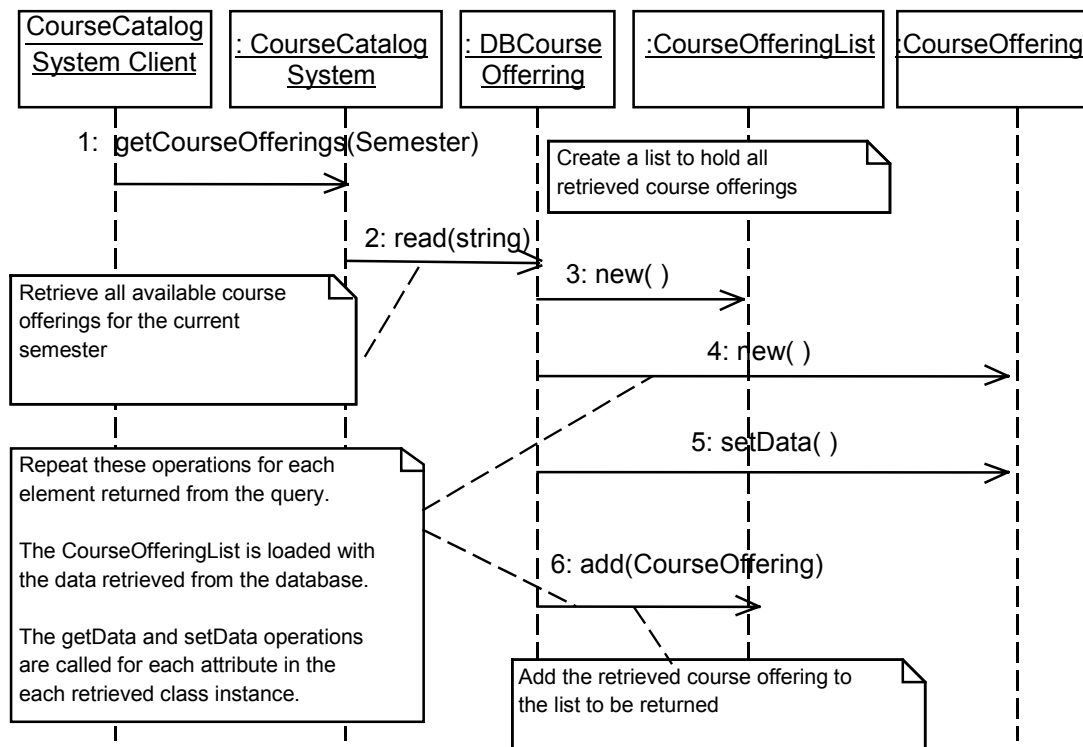 CourseCatalog
System Client
: CourseCatalog
System
: DBCourse
Offerring
:CourseOfferingList
:CourseOffering
1: getCourseOfferings(Semester)
Create a list to hold all
retrieved course offerings
2: read(string)
3: new( )
Retrieve all available course
offerings for the current
semester
4: new( )
5: setData( )
Repeat these operations for each
element returned from the query.
The CourseOfferingList is loaded with
the data retrieved from the database.
The getData and setData operations
are called for each attribute in the
each retrieved class instance.
6: add(CourseOffering)
Add the retrieved course offering to
the list to be returned